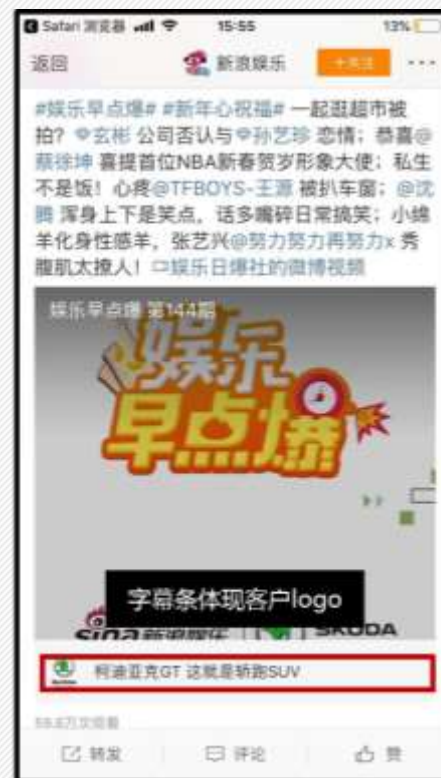 Safari 浏览器
15:55
13%
返回
新浪娱乐
+关注
#娱乐早点爆# #新年心祝福# 一起逛超市被
拍?玄彬 公司否认与孙艺珍 恋情;恭喜@
蔡徐坤 喜提首位NBA新春贺岁形象大使;私生
不是饭!心疼@TFBOYS-王源 被扒车窗;@沈
腾 浑身上下是笑点,话多嘴碎日常搞笑;小绵
羊化身性感羊,张艺兴@努力努力再努力x 秀
腹肌太撩人!娱乐日爆社的微博视频
娱乐早点爆 第144期
娱乐
早点爆
字幕条体现客户logo
sina 新浪娱乐
SKODA
柯迪亚克GT 这就是轿跑SUV
转发
评论
赞